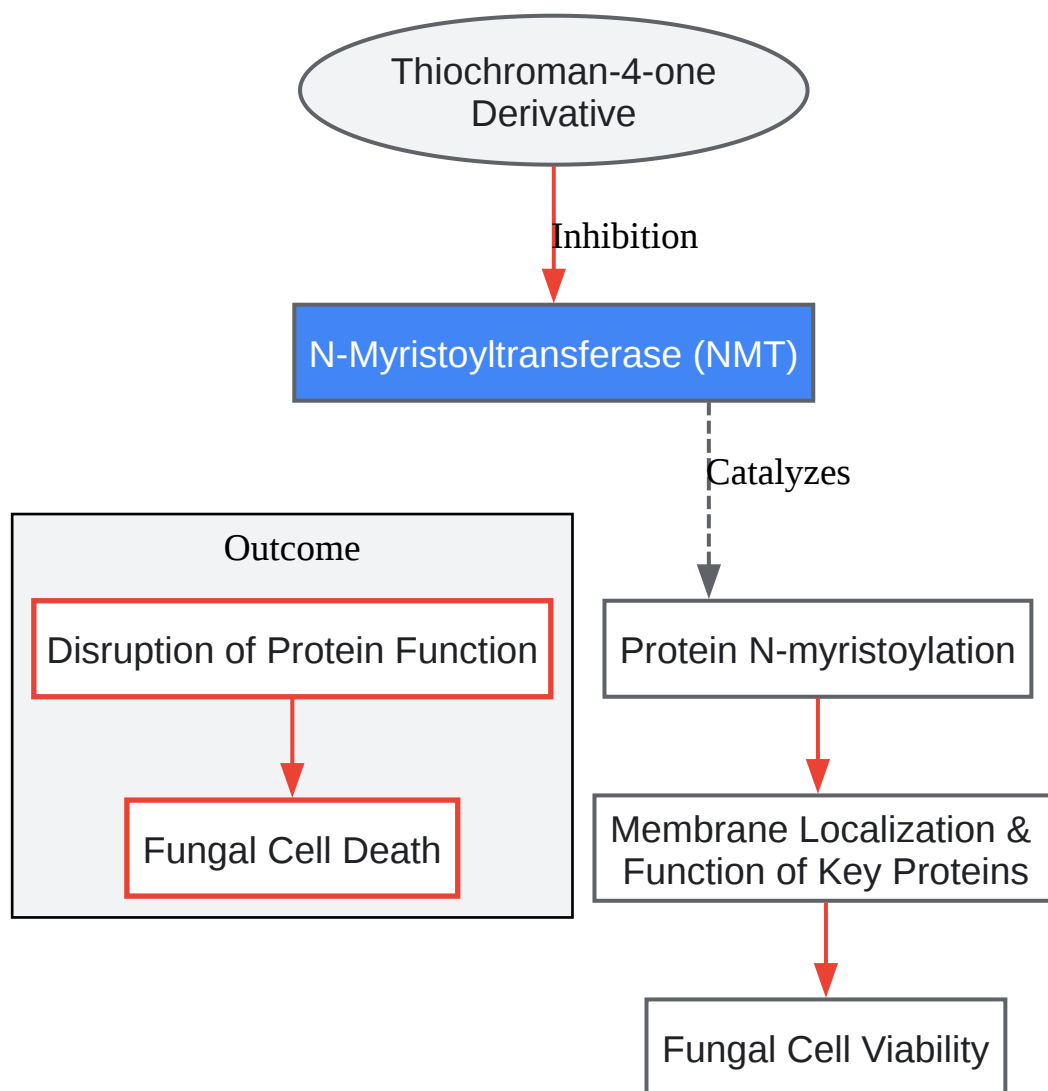 Thiochroman-4-one
Derivative
Inhibition
N-Myristoyltransferase (NMT)
Catalyzes
Outcome
Disruption of Protein Function
Protein N-myristoylation
Fungal Cell Death
Membrane Localization &
Function of Key Proteins
Fungal Cell Viability